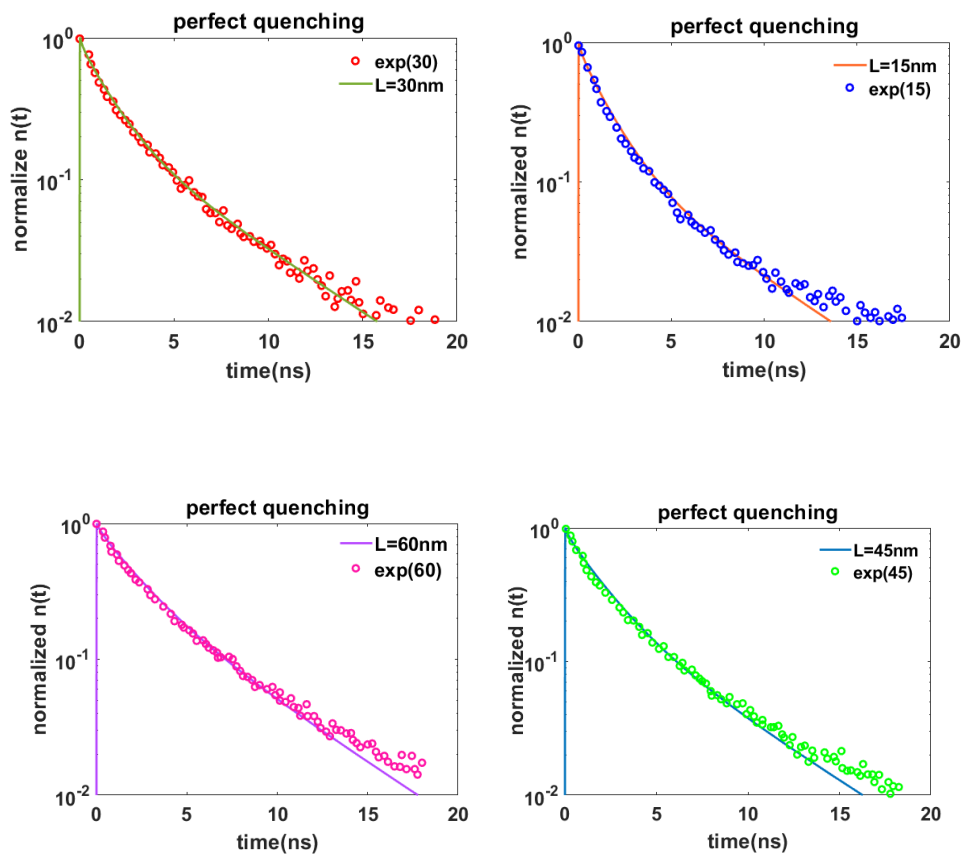 perfect quenching
10^0
10^-1
10^-2
normalize n(t)
exp(30)
L=30nm
0 5 10 15 20
time(ns)
perfect quenching
10^0
10^-1
10^-2
normalized n(t)
L=15nm
exp(15)
0 5 10 15 20
time(ns)
perfect quenching
10^0
10^-1
10^-2
normalized n(t)
L=60nm
exp(60)
0 5 10 15 20
time(ns)
perfect quenching
10^0
10^-1
10^-2
normalized n(t)
L=45nm
exp(45)
0 5 10 15 20
time(ns)